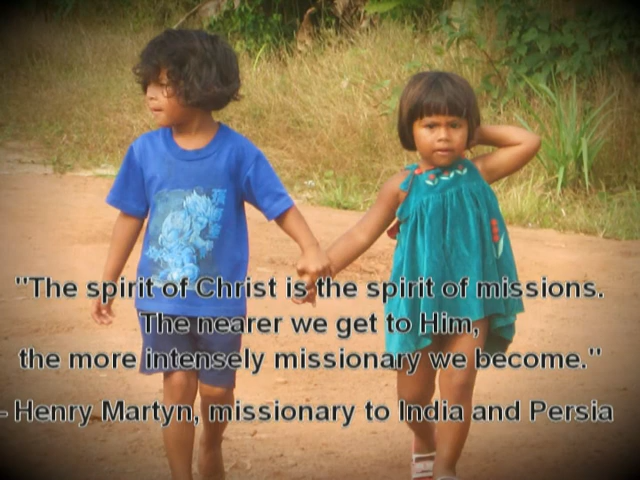 "The spirit of Christ is the spirit of missions.
The nearer we get to Him,
the more intensely missionary we become."
- Henry Martyn, missionary to India and Persia